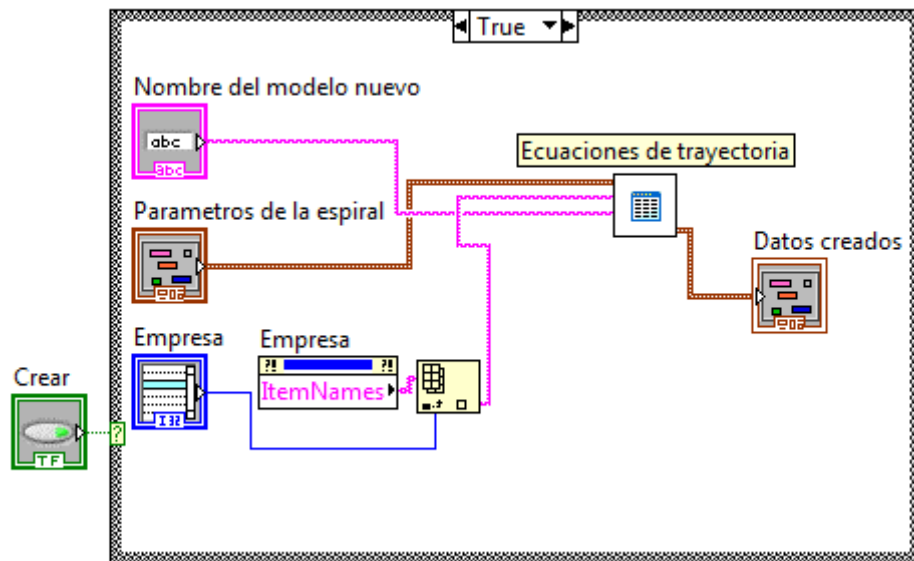 True
Nombre del modelo nuevo
abc
abc
Ecuaciones de trayectoria
Parametros de la espiral
Datos creados
Empresa
I32
Empresa
?! ?!
ItemNames
Crear
TF
?